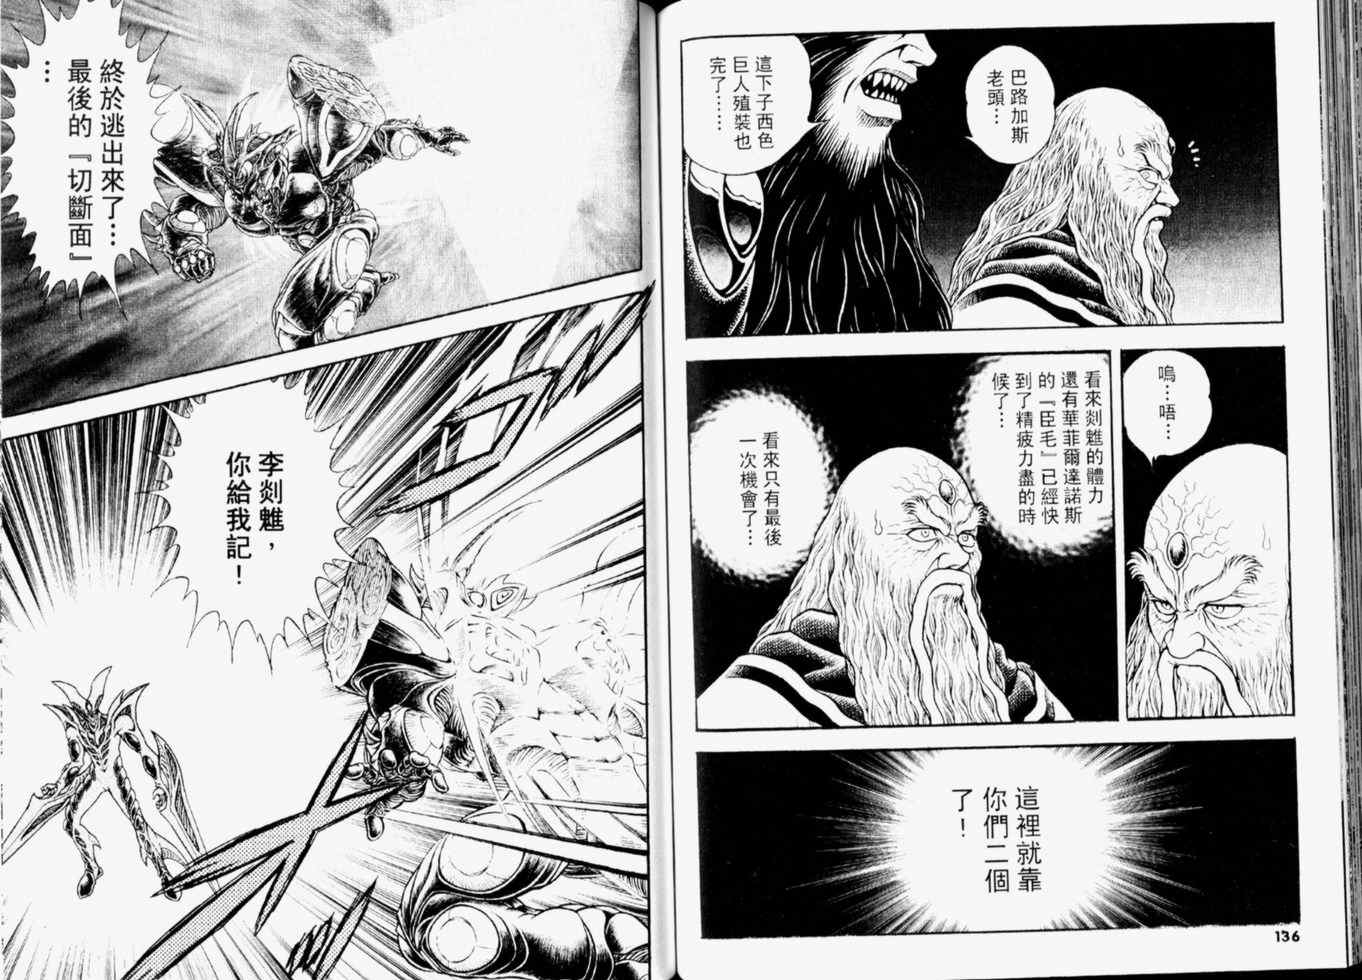 巴路加斯
老頭…
這下子西色
巨人殖裝也
完了……
嗚…唔…
看來剡魋的體力
還有華菲爾達諾斯
的『臣毛』已經快
到了精疲力盡的時
候了…
看來只有最後
一次機會了…
這裡就靠
你們二個
了！
136
終於逃出來了…
最後的『切斷面』
…
李剡魋，
你給我記！